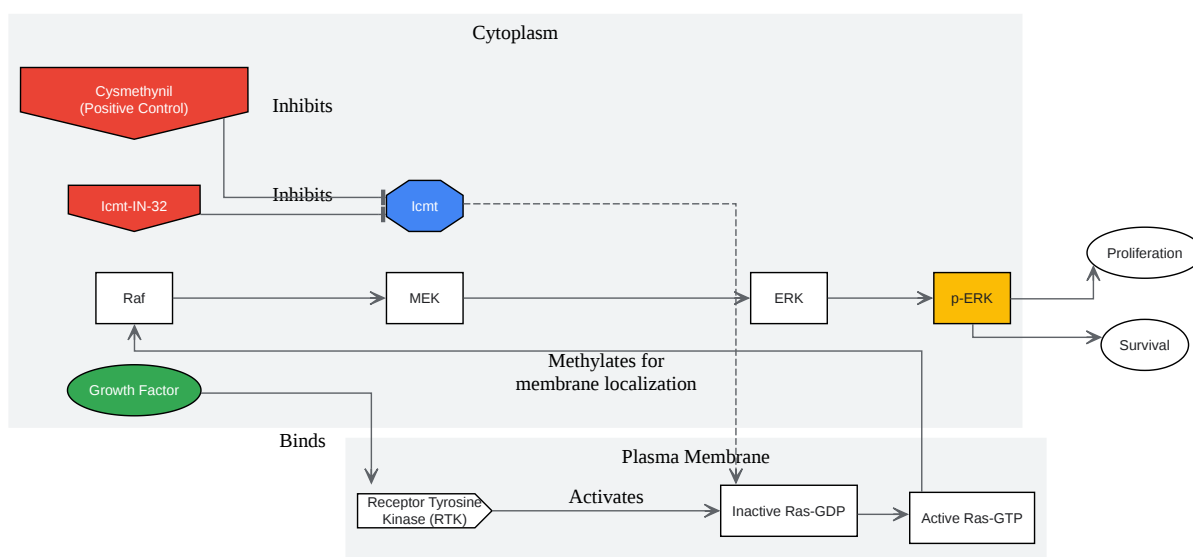 Cytoplasm
Cysmethynil
(Positive Control)
Inhibits
Inhibits
Icmt-IN-32
Icmt
Proliferation
Raf
MEK
ERK
p-ERK
Survival
Methylates for
membrane localization
Growth Factor
Binds
Plasma Membrane
Receptor Tyrosine
Kinase (RTK)
Activates
Inactive Ras-GDP
Active Ras-GTP